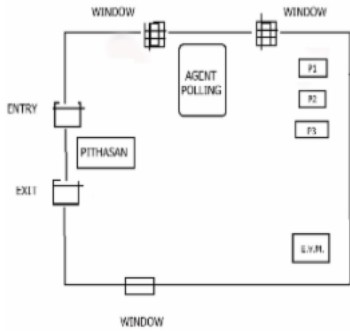 WINDOW
WINDOW
AGENT
POLLING
P1
P2
P3
ENTRY
PITHASAN
EXIT
E.V.M.
WINDOW